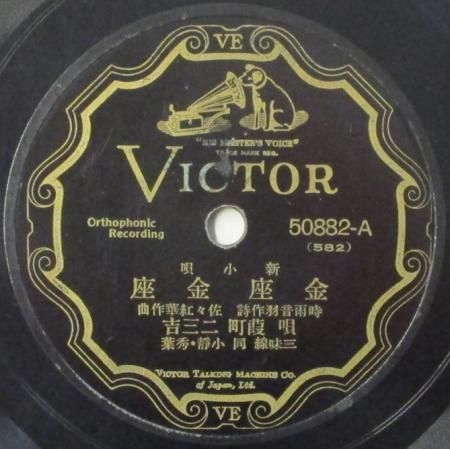 VE
"HIS MASTER'S VOICE"
TRADE MARK REG.
VICTOR
Orthophonic
Recording
50882-A
(582)
新小唄
金座金座
時雨音羽作詩 佐々紅華作曲
唄 葭町 二三吉
三味線 同 小靜・秀葉
VICTOR TALKING MACHINE CO.
of Japan, Ltd.
VE